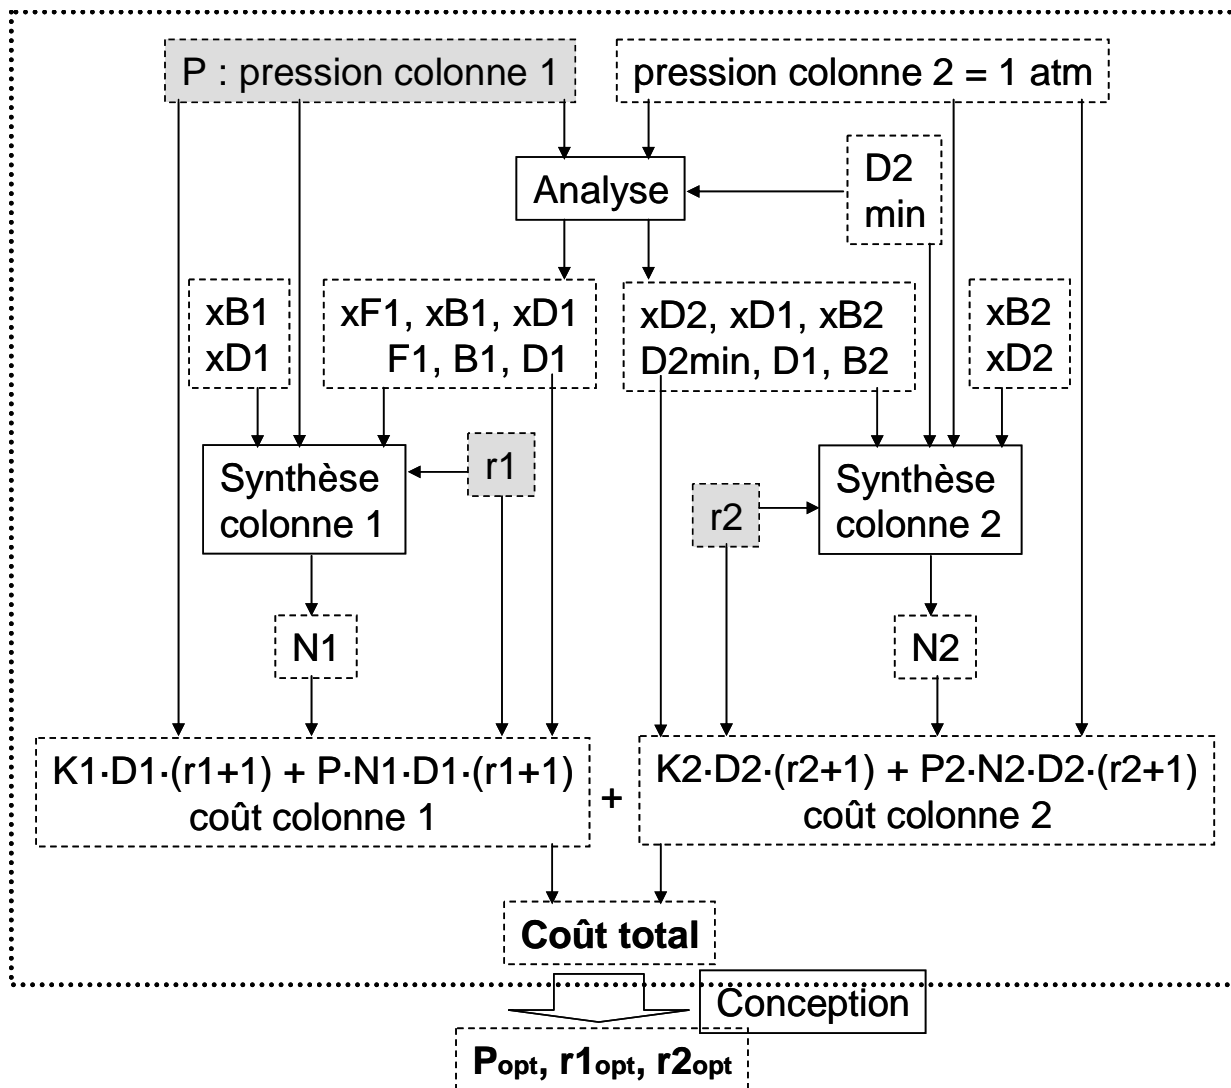 P : pression colonne 1
pression colonne 2 = 1 atm
D2
min
Analyse
xB1
xD1
xF1, xB1, xD1
F1, B1, D1
xD2, xD1, xB2
D2min, D1, B2
xB2
xD2
Synthèse
colonne 1
r1
r2
Synthèse
colonne 2
N1
N2
K1·D1·(r1+1) + P·N1·D1·(r1+1)
coût colonne 1
+
K2·D2·(r2+1) + P2·N2·D2·(r2+1)
coût colonne 2
Coût total
Conception
Popt, r1opt, r2opt